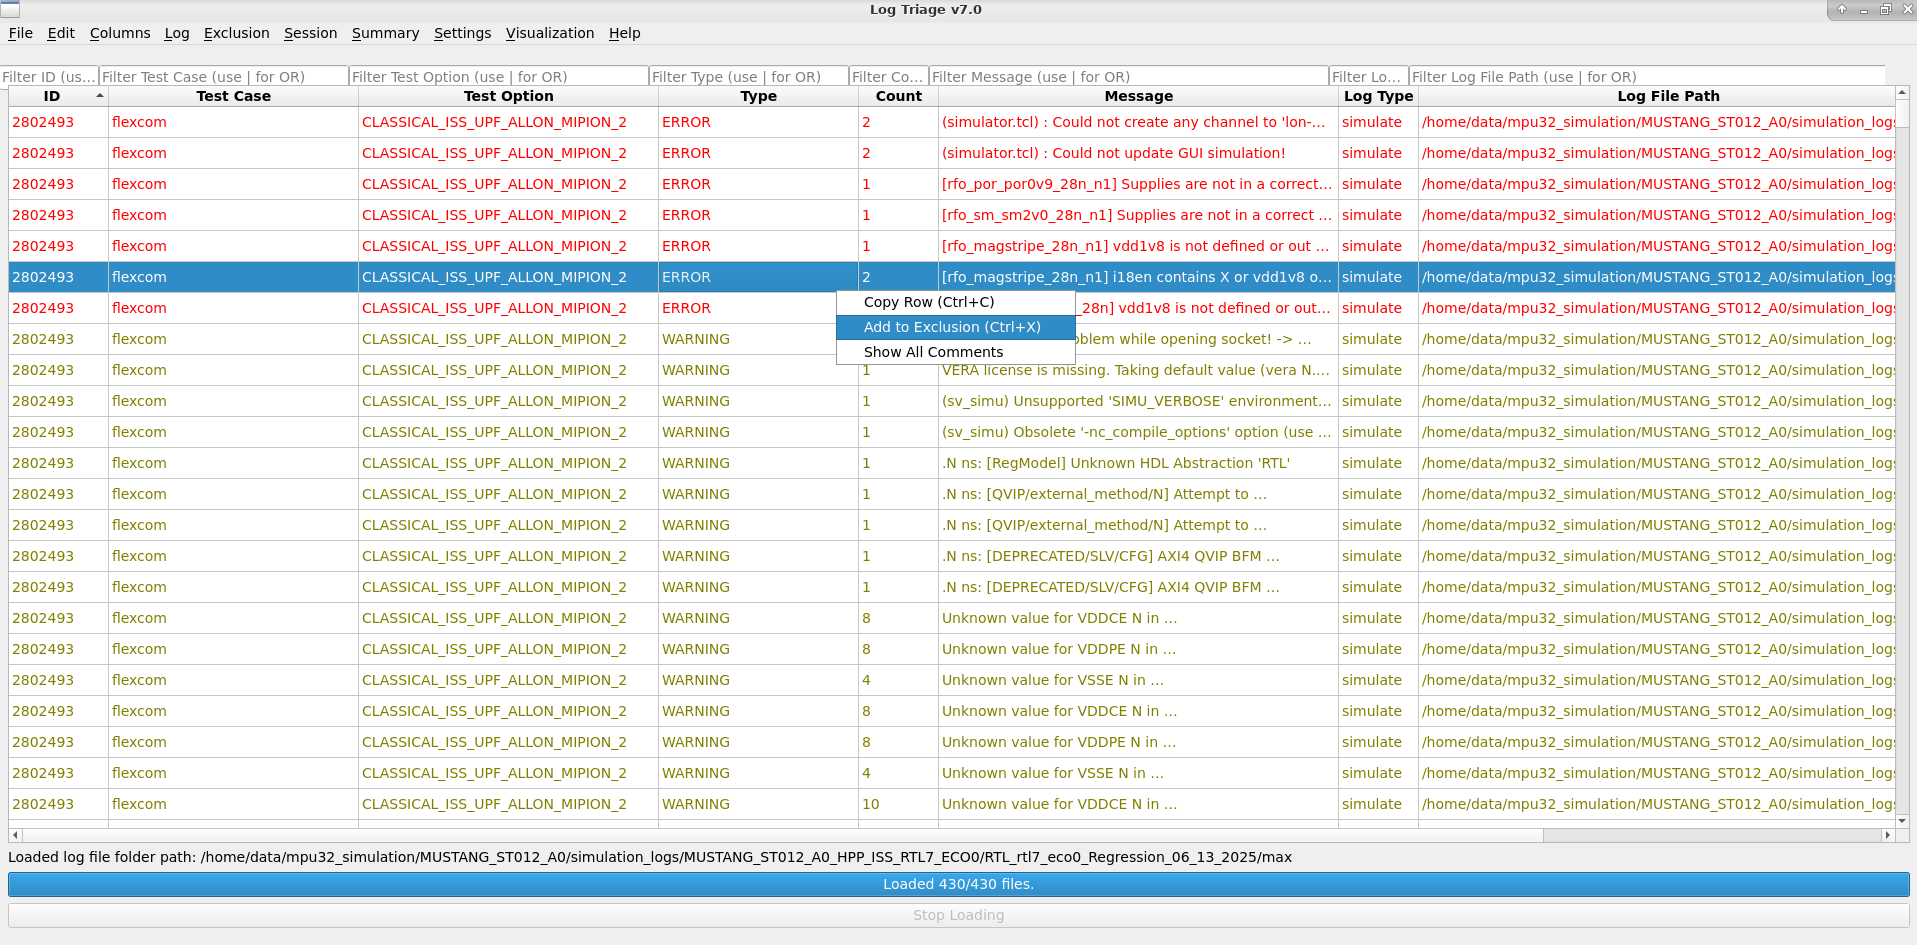 Log Triage v7.0
File Edit Columns Log Exclusion Session Summary Settings Visualization Help
Filter ID (us... Filter Test Case (use | for OR) Filter Test Option (use | for OR) Filter Type (use | for OR) Filter Co... Filter Message (use | for OR) Filter Lo... Filter Log File Path (use | for OR)
ID Test Case Test Option Type Count Message Log Type Log File Path
2802493 flexcom CLASSICAL_ISS_UPF_ALLON_MIPION_2 ERROR 2 (simulator.tcl) : Could not create any channel to 'lon-... simulate /home/data/mpu32_simulation/MUSTANG_ST012_A0/simulation_logs
2802493 flexcom CLASSICAL_ISS_UPF_ALLON_MIPION_2 ERROR 2 (simulator.tcl) : Could not update GUI simulation! simulate /home/data/mpu32_simulation/MUSTANG_ST012_A0/simulation_logs
2802493 flexcom CLASSICAL_ISS_UPF_ALLON_MIPION_2 ERROR 1 [rfo_por_por0v9_28n_n1] Supplies are not in a correct... simulate /home/data/mpu32_simulation/MUSTANG_ST012_A0/simulation_logs
2802493 flexcom CLASSICAL_ISS_UPF_ALLON_MIPION_2 ERROR 1 [rfo_sm_sm2v0_28n_n1] Supplies are not in a correct ... simulate /home/data/mpu32_simulation/MUSTANG_ST012_A0/simulation_logs
2802493 flexcom CLASSICAL_ISS_UPF_ALLON_MIPION_2 ERROR 1 [rfo_magstripe_28n_n1] vdd1v8 is not defined or out ... simulate /home/data/mpu32_simulation/MUSTANG_ST012_A0/simulation_logs
2802493 flexcom CLASSICAL_ISS_UPF_ALLON_MIPION_2 ERROR 2 [rfo_magstripe_28n_n1] i18en contains X or vdd1v8 o... simulate /home/data/mpu32_simulation/MUSTANG_ST012_A0/simulation_logs
Copy Row (Ctrl+C)
2802493 flexcom CLASSICAL_ISS_UPF_ALLON_MIPION_2 ERROR _28n] vdd1v8 is not defined or out... simulate /home/data/mpu32_simulation/MUSTANG_ST012_A0/simulation_logs
Add to Exclusion (Ctrl+X)
2802493 flexcom CLASSICAL_ISS_UPF_ALLON_MIPION_2 WARNING oblem while opening socket! -> ... simulate /home/data/mpu32_simulation/MUSTANG_ST012_A0/simulation_logs
Show All Comments
2802493 flexcom CLASSICAL_ISS_UPF_ALLON_MIPION_2 WARNING 1 VERA license is missing. Taking default value (vera N.... simulate /home/data/mpu32_simulation/MUSTANG_ST012_A0/simulation_logs
2802493 flexcom CLASSICAL_ISS_UPF_ALLON_MIPION_2 WARNING 1 (sv_simu) Unsupported 'SIMU_VERBOSE' environment... simulate /home/data/mpu32_simulation/MUSTANG_ST012_A0/simulation_logs
2802493 flexcom CLASSICAL_ISS_UPF_ALLON_MIPION_2 WARNING 1 (sv_simu) Obsolete '-nc_compile_options' option (use ... simulate /home/data/mpu32_simulation/MUSTANG_ST012_A0/simulation_logs
2802493 flexcom CLASSICAL_ISS_UPF_ALLON_MIPION_2 WARNING 1 .N ns: [RegModel] Unknown HDL Abstraction 'RTL' simulate /home/data/mpu32_simulation/MUSTANG_ST012_A0/simulation_logs
2802493 flexcom CLASSICAL_ISS_UPF_ALLON_MIPION_2 WARNING 1 .N ns: [QVIP/external_method/N] Attempt to ... simulate /home/data/mpu32_simulation/MUSTANG_ST012_A0/simulation_logs
2802493 flexcom CLASSICAL_ISS_UPF_ALLON_MIPION_2 WARNING 1 .N ns: [QVIP/external_method/N] Attempt to ... simulate /home/data/mpu32_simulation/MUSTANG_ST012_A0/simulation_logs
2802493 flexcom CLASSICAL_ISS_UPF_ALLON_MIPION_2 WARNING 1 .N ns: [DEPRECATED/SLV/CFG] AXI4 QVIP BFM ... simulate /home/data/mpu32_simulation/MUSTANG_ST012_A0/simulation_logs
2802493 flexcom CLASSICAL_ISS_UPF_ALLON_MIPION_2 WARNING 1 .N ns: [DEPRECATED/SLV/CFG] AXI4 QVIP BFM ... simulate /home/data/mpu32_simulation/MUSTANG_ST012_A0/simulation_logs
2802493 flexcom CLASSICAL_ISS_UPF_ALLON_MIPION_2 WARNING 8 Unknown value for VDDCE N in ... simulate /home/data/mpu32_simulation/MUSTANG_ST012_A0/simulation_logs
2802493 flexcom CLASSICAL_ISS_UPF_ALLON_MIPION_2 WARNING 8 Unknown value for VDDPE N in ... simulate /home/data/mpu32_simulation/MUSTANG_ST012_A0/simulation_logs
2802493 flexcom CLASSICAL_ISS_UPF_ALLON_MIPION_2 WARNING 4 Unknown value for VSSE N in ... simulate /home/data/mpu32_simulation/MUSTANG_ST012_A0/simulation_logs
2802493 flexcom CLASSICAL_ISS_UPF_ALLON_MIPION_2 WARNING 8 Unknown value for VDDCE N in ... simulate /home/data/mpu32_simulation/MUSTANG_ST012_A0/simulation_logs
2802493 flexcom CLASSICAL_ISS_UPF_ALLON_MIPION_2 WARNING 8 Unknown value for VDDPE N in ... simulate /home/data/mpu32_simulation/MUSTANG_ST012_A0/simulation_logs
2802493 flexcom CLASSICAL_ISS_UPF_ALLON_MIPION_2 WARNING 4 Unknown value for VSSE N in ... simulate /home/data/mpu32_simulation/MUSTANG_ST012_A0/simulation_logs
2802493 flexcom CLASSICAL_ISS_UPF_ALLON_MIPION_2 WARNING 10 Unknown value for VDDCE N in ... simulate /home/data/mpu32_simulation/MUSTANG_ST012_A0/simulation_logs
Loaded log file folder path: /home/data/mpu32_simulation/MUSTANG_ST012_A0/simulation_logs/MUSTANG_ST012_A0_HPP_ISS_RTL7_ECO0/RTL_rtl7_eco0_Regression_06_13_2025/max
Loaded 430/430 files.
Stop Loading